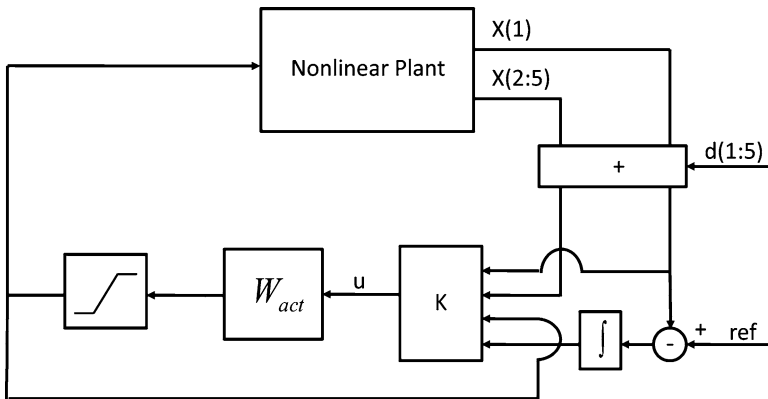 X(1)
Nonlinear Plant
X(2:5)
d(1:5)
+
W_act
u
K
∫
-
+
ref